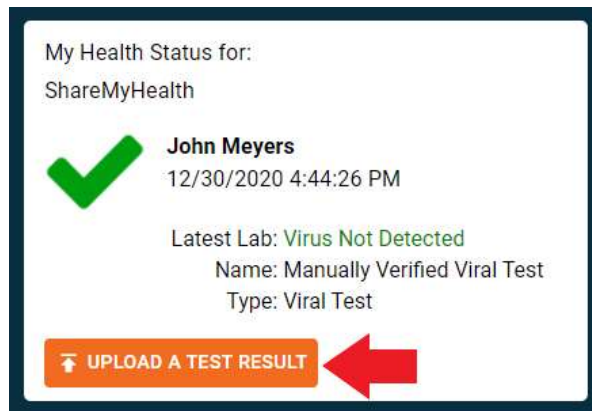 My Health Status for:
ShareMyHealth
John Meyers
12/30/2020 4:44:26 PM
Latest Lab: Virus Not Detected
Name: Manually Verified Viral Test
Type: Viral Test
UPLOAD A TEST RESULT